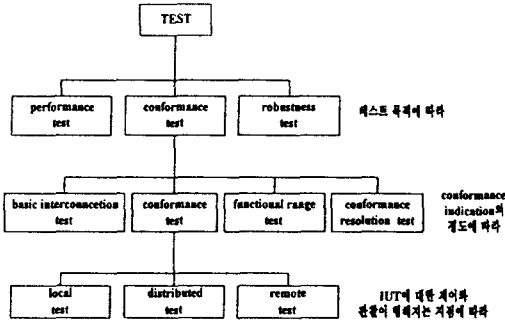 TEST
performance
test
conformance
test
robustness
test
테스트 목적에 따라
basic interconncetion
test
conformance
test
functional range
test
conformance
resolution test
conformance
indication의
정도에 따라
local
test
distributed
test
remote
test
IUT에 대한 제어와
관찰이 행해지는 지점에 따라